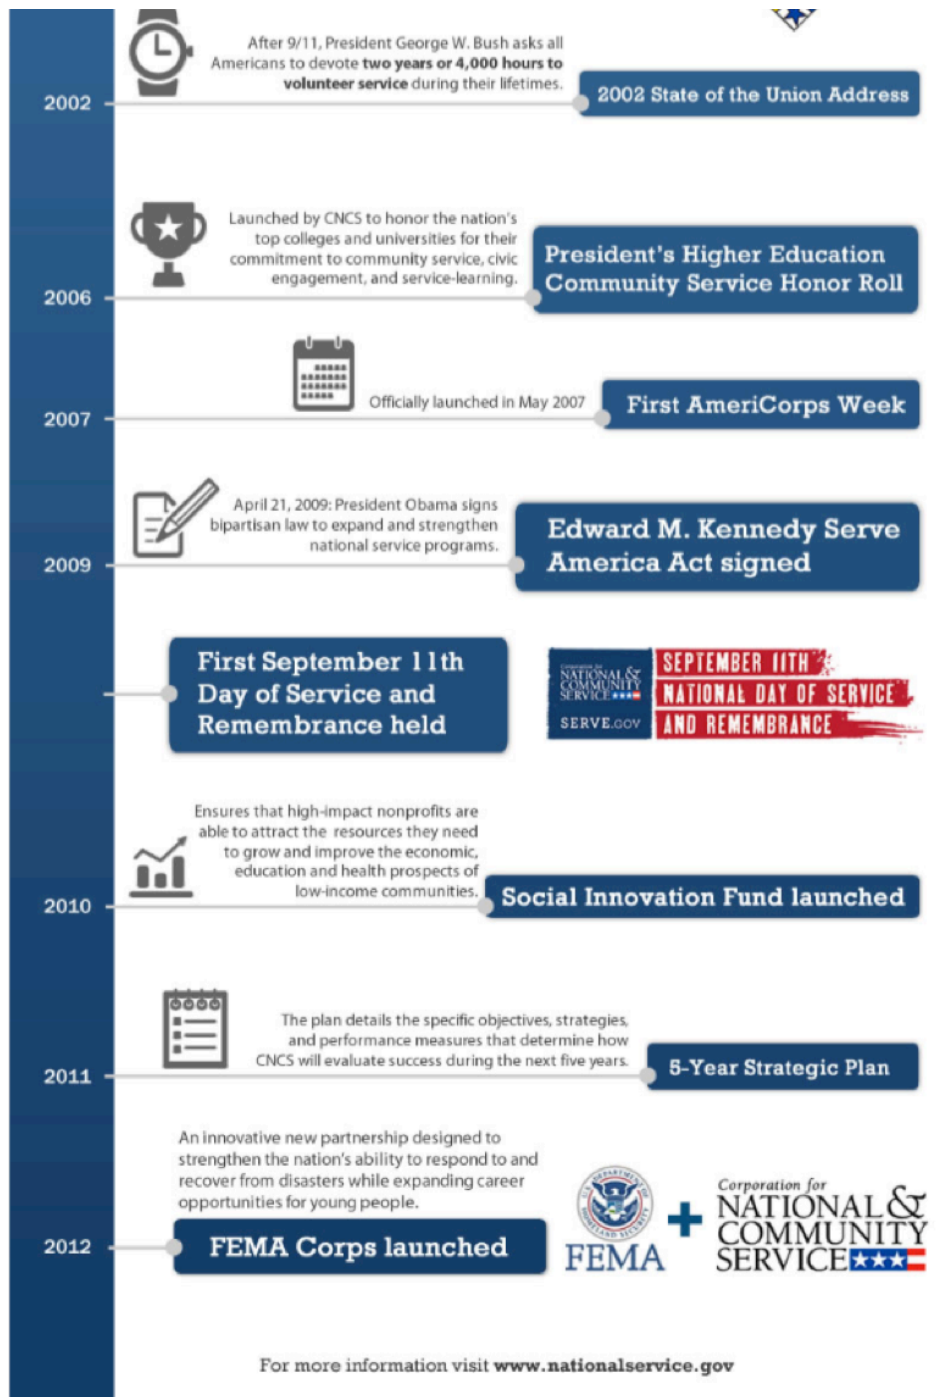 After 9/11, President George W. Bush asks all
Americans to devote two years or 4,000 hours to
volunteer service during their lifetimes.
2002
2002 State of the Union Address
Launched by CNCS to honor the nation's
top colleges and universities for their
commitment to community service, civic
engagement, and service-learning.
2006
President's Higher Education
Community Service Honor Roll
Officially launched in May 2007
2007
First AmeriCorps Week
April 21, 2009: President Obama signs
bipartisan law to expand and strengthen
national service programs.
2009
Edward M. Kennedy Serve
America Act signed
First September 11th
Day of Service and
Remembrance held
Corporation for
NATIONAL &
COMMUNITY
SERVICE
SERVE.GOV
SEPTEMBER 11TH
NATIONAL DAY OF SERVICE
AND REMEMBRANCE
Ensures that high-impact nonprofits are
able to attract the resources they need
to grow and improve the economic,
education and health prospects of
low-income communities.
2010
Social Innovation Fund launched
The plan details the specific objectives, strategies,
and performance measures that determine how
CNCS will evaluate success during the next five years.
2011
5-Year Strategic Plan
An innovative new partnership designed to
strengthen the nation's ability to respond to and
recover from disasters while expanding career
opportunities for young people.
2012
FEMA Corps launched
U.S. DEPARTMENT OF
HOMELAND SECURITY
FEMA
+
Corporation for
NATIONAL &
COMMUNITY
SERVICE
For more information visit www.nationalservice.gov